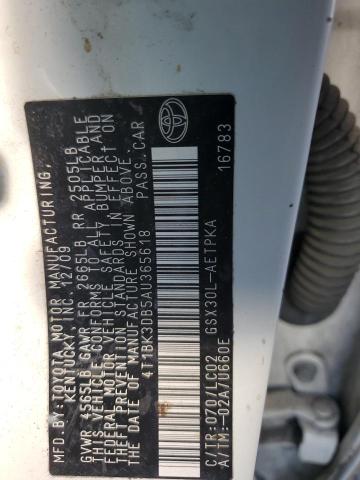 MFD.BY: TOYOTA MOTOR MANUFACTURING,
KENTUCKY, INC. 12/09
GVWR 4685LB GAWR FR 2665LB RR 2505LB
THIS VEHICLE CONFORMS TO ALL APPLICABLE
FEDERAL MOTOR VEHICLE SAFETY, BUMPER, AND
THEFT PREVENTION STANDARDS IN EFFECT ON
THE DATE OF MANUFACTURE SHOWN ABOVE.
4T1BK3DB5AU365618 PASS.CAR
GSX30L-AETPKA
C/TR:070/LC02 16783
A/TM:-02A/U660E